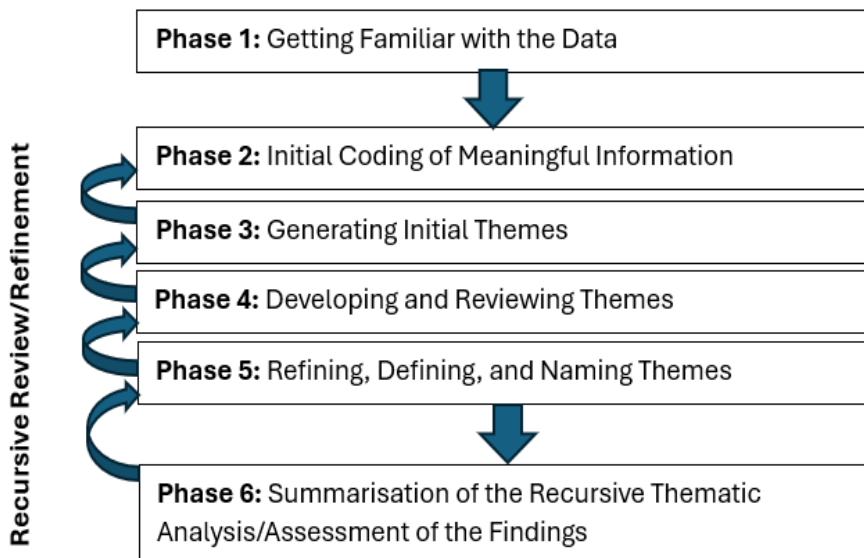 Recursive Review/Refinement
Phase 1: Getting Familiar with the Data
Phase 2: Initial Coding of Meaningful Information
Phase 3: Generating Initial Themes
Phase 4: Developing and Reviewing Themes
Phase 5: Refining, Defining, and Naming Themes
Phase 6: Summarisation of the Recursive Thematic
Analysis/Assessment of the Findings